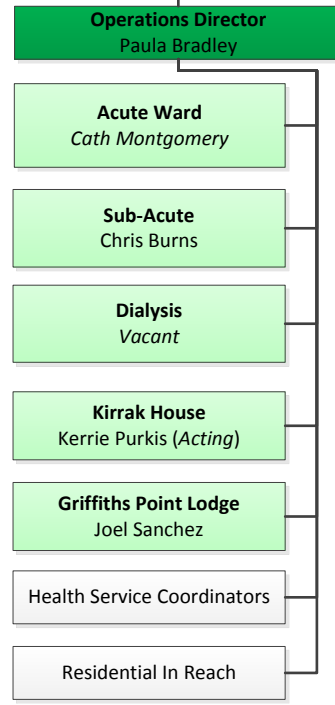 Operations Director
Paula Bradley
Acute Ward
Cath Montgomery
Sub-Acute
Chris Burns
Dialysis
Vacant
Kirrak House
Kerrie Purkis (Acting)
Griffiths Point Lodge
Joel Sanchez
Health Service Coordinators
Residential In Reach